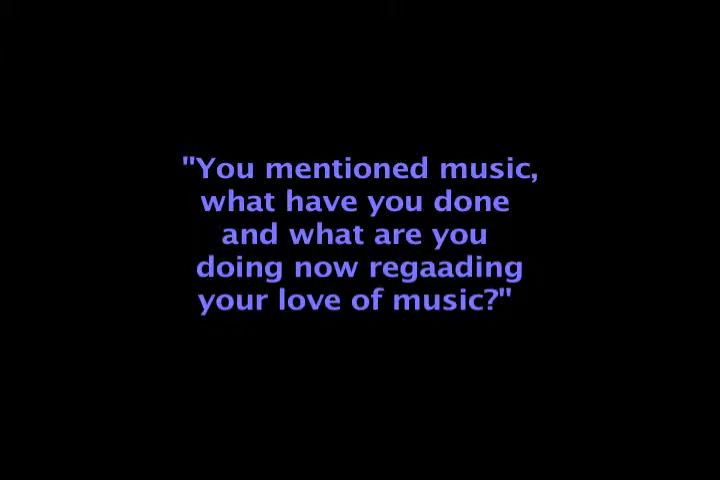 "You mentioned music,
what have you done
and what are you
doing now regaading
your love of music?"